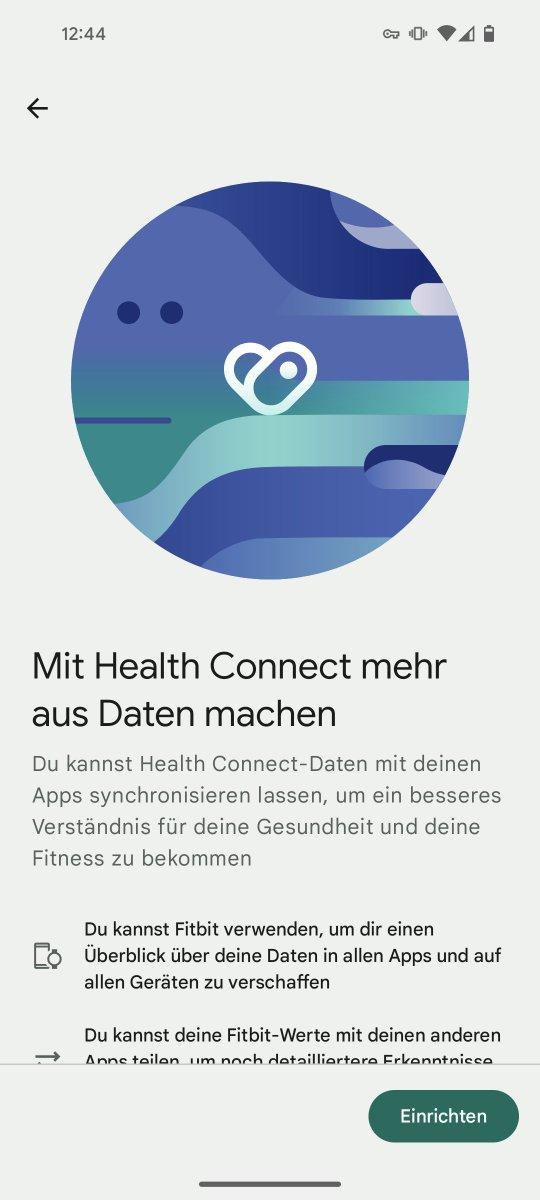 12:44
Mit Health Connect mehr
aus Daten machen
Du kannst Health Connect-Daten mit deinen
Apps synchronisieren lassen, um ein besseres
Verständnis für deine Gesundheit und deine
Fitness zu bekommen
Du kannst Fitbit verwenden, um dir einen
Überblick über deine Daten in allen Apps und auf
allen Geräten zu verschaffen
Du kannst deine Fitbit-Werte mit deinen anderen
Apps teilen, um noch detailliertere Erkenntnisse
Einrichten